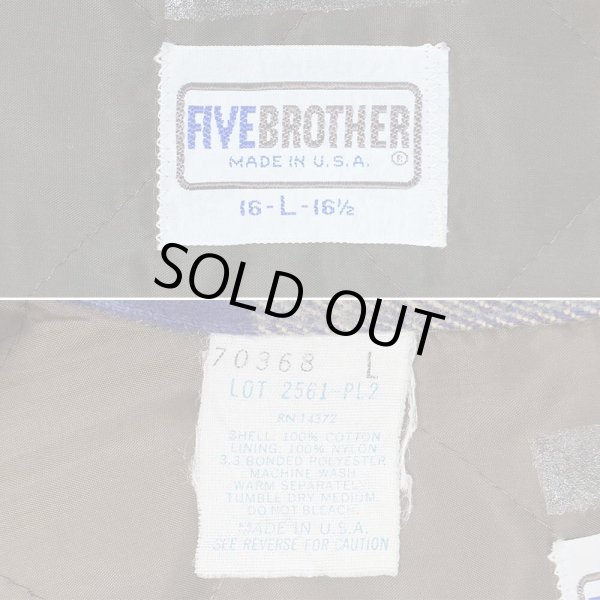 FIVE BROTHER
MADE IN U.S.A. ®
16-L-16½
SOLD OUT
70368 L
LOT 2561-PL2
RN 14372
SHELL: 100% COTTON
LINING: 100% NYLON
3.3 BONDED POLYESTER
MACHINE WASH
WARM SEPARATELY
TUMBLE DRY MEDIUM
DO NOT BLEACH.
MADE IN U.S.A.
SEE REVERSE FOR CAUTION